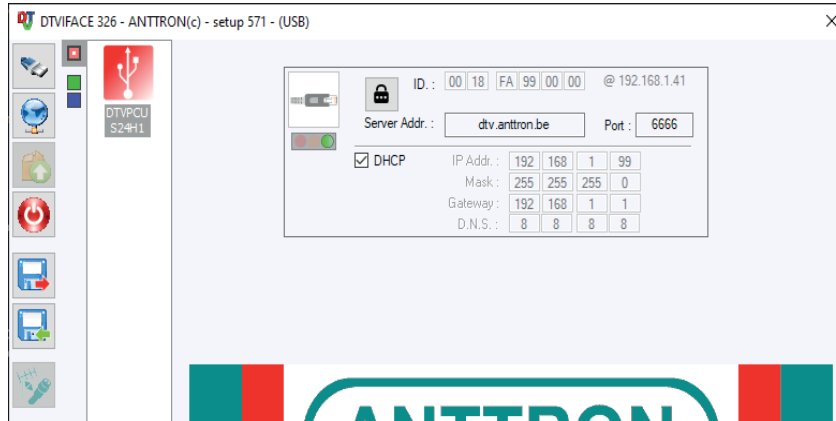 DTVIFACE 326 - ANTTRON(c) - setup 571 - (USB)
DTVPCU
S24H1
ID. : 00 18 FA 99 00 00 @ 192.168.1.41
Server Addr. : dtv.anttron.be Port : 6666
DHCP IP Addr. : 192 168 1 99
Mask : 255 255 255 0
Gateway : 192 168 1 1
D.N.S. : 8 8 8 8
ANTTRON